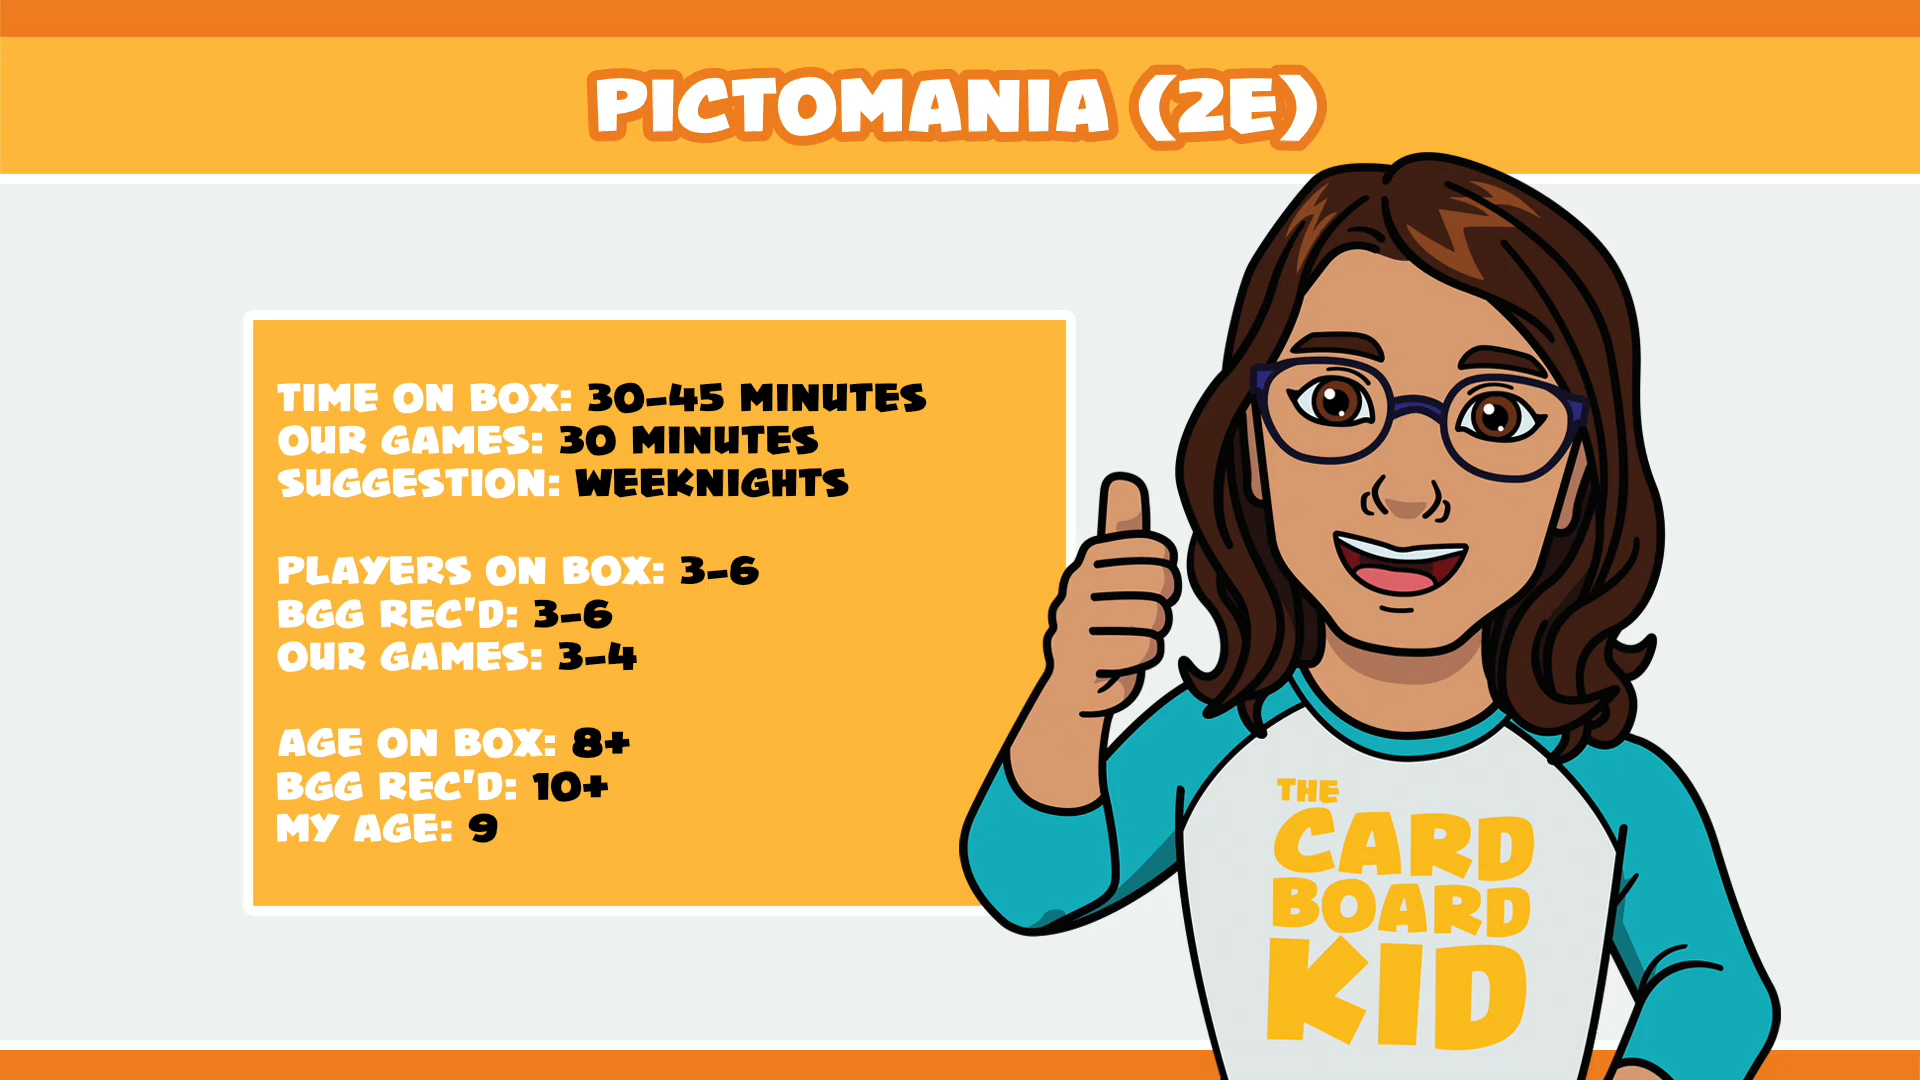 PICTOMANIA (2E)
TIME ON BOX: 30-45 MINUTES
OUR GAMES: 30 MINUTES
SUGGESTION: WEEKNIGHTS
PLAYERS ON BOX: 3-6
BGG REC'D: 3-6
OUR GAMES: 3-4
AGE ON BOX: 8+
BGG REC'D: 10+
MY AGE: 9
THE
CARD
BOARD
KID